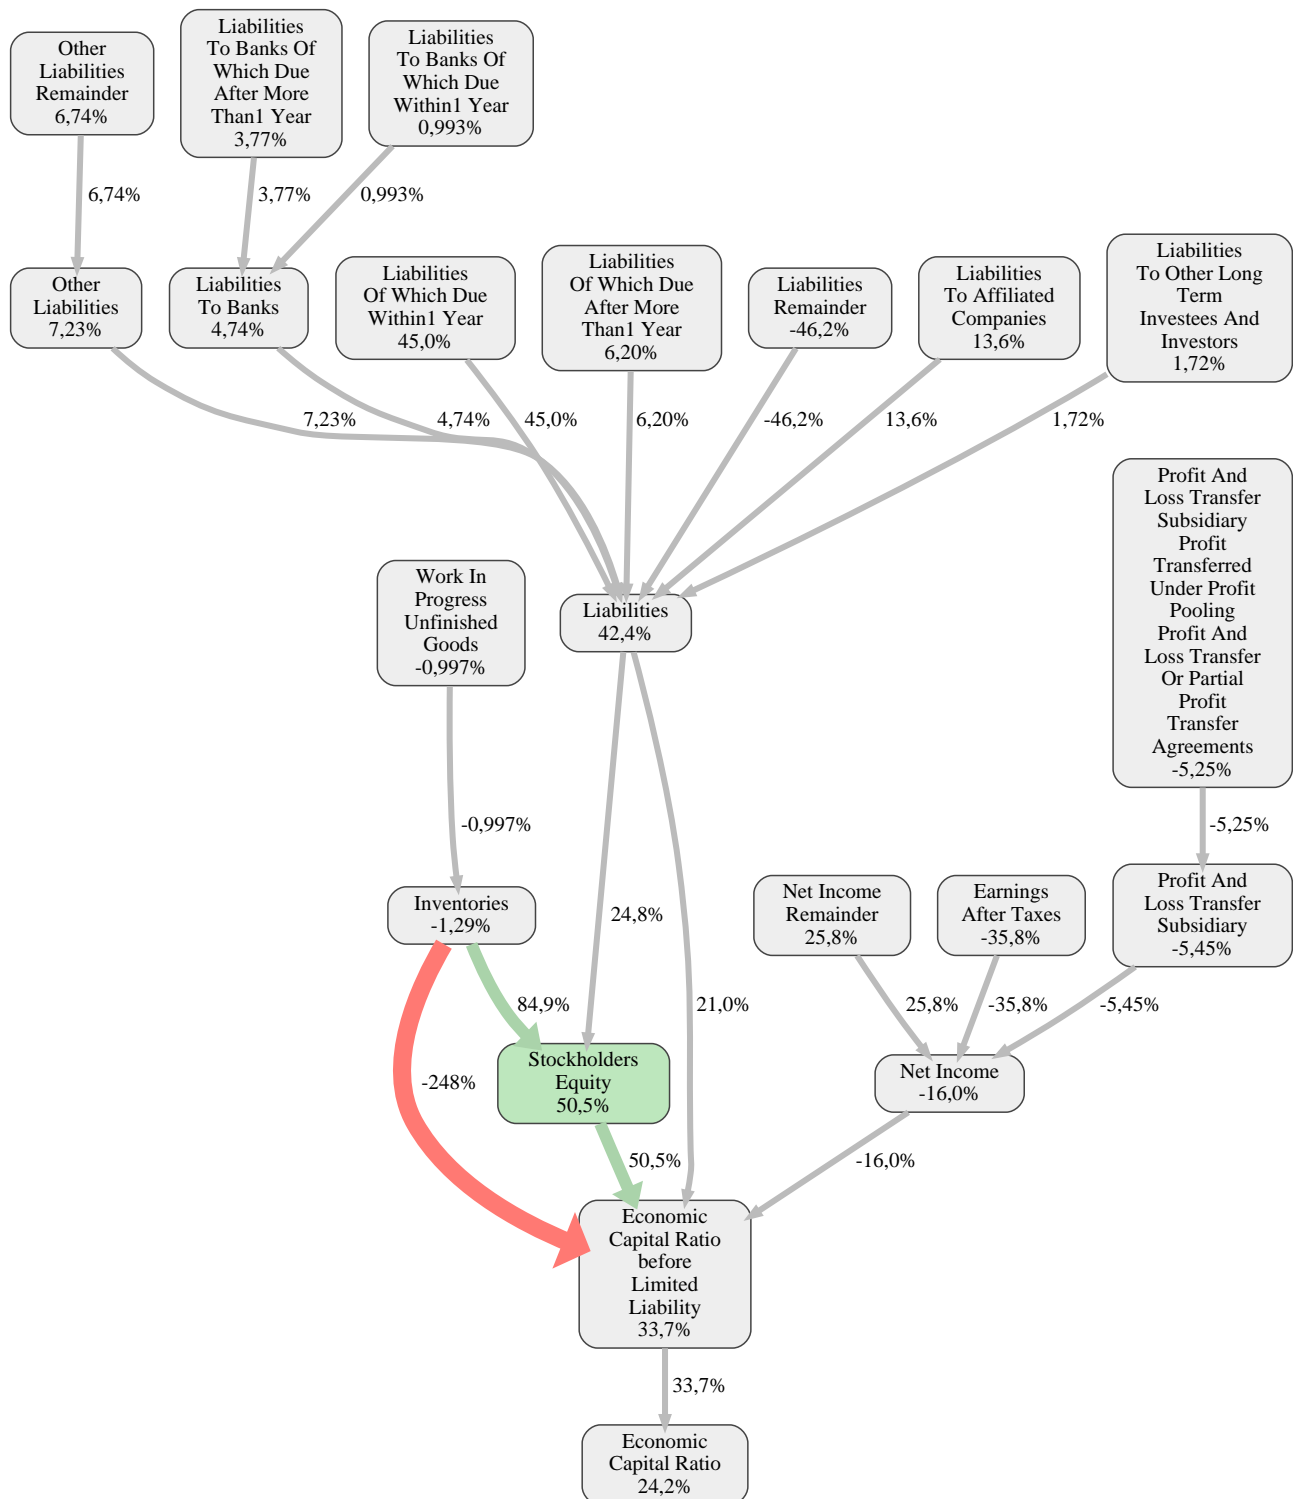 Other
Liabilities
Remainder
6,74%
Liabilities
To Banks Of
Which Due
After More
Than1 Year
3,77%
Liabilities
To Banks Of
Which Due
Within1 Year
0,993%
6,74%
3,77%
0,993%
Other
Liabilities
7,23%
Liabilities
To Banks
4,74%
Liabilities
Of Which Due
Within1 Year
45,0%
Liabilities
Of Which Due
After More
Than1 Year
6,20%
Liabilities
Remainder
-46,2%
Liabilities
To Affiliated
Companies
13,6%
Liabilities
To Other Long
Term
Investees And
Investors
1,72%
7,23%
4,74%
45,0%
6,20%
-46,2%
13,6%
1,72%
Profit And
Loss Transfer
Subsidiary
Profit
Transferred
Under Profit
Pooling
Profit And
Loss Transfer
Or Partial
Profit
Transfer
Agreements
-5,25%
Work In
Progress
Unfinished
Goods
-0,997%
Liabilities
42,4%
-0,997%
-5,25%
Inventories
-1,29%
24,8%
Net Income
Remainder
25,8%
Earnings
After Taxes
-35,8%
Profit And
Loss Transfer
Subsidiary
-5,45%
84,9%
21,0%
25,8%
-35,8%
-5,45%
-248%
Stockholders
Equity
50,5%
Net Income
-16,0%
50,5%
-16,0%
Economic
Capital Ratio
before
Limited
Liability
33,7%
33,7%
Economic
Capital Ratio
24,2%